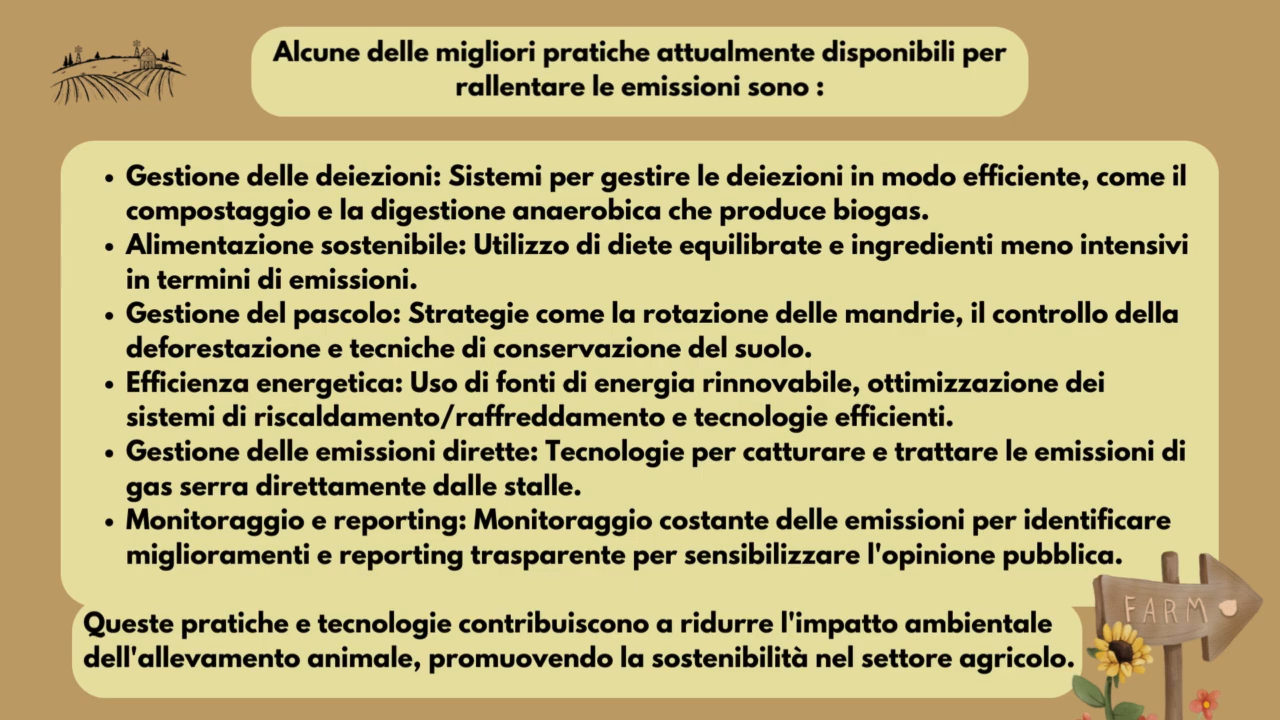 Alcune delle migliori pratiche attualmente disponibili per
rallentare le emissioni sono :
• Gestione delle deiezioni: Sistemi per gestire le deiezioni in modo efficiente, come il
compostaggio e la digestione anaerobica che produce biogas.
• Alimentazione sostenibile: Utilizzo di diete equilibrate e ingredienti meno intensivi
in termini di emissioni.
• Gestione del pascolo: Strategie come la rotazione delle mandrie, il controllo della
deforestazione e tecniche di conservazione del suolo.
• Efficienza energetica: Uso di fonti di energia rinnovabile, ottimizzazione dei
sistemi di riscaldamento/raffreddamento e tecnologie efficienti.
• Gestione delle emissioni dirette: Tecnologie per catturare e trattare le emissioni di
gas serra direttamente dalle stalle.
• Monitoraggio e reporting: Monitoraggio costante delle emissioni per identificare
miglioramenti e reporting trasparente per sensibilizzare l'opinione pubblica.
Queste pratiche e tecnologie contribuiscono a ridurre l'impatto ambientale
dell'allevamento animale, promuovendo la sostenibilità nel settore agricolo.
FARM